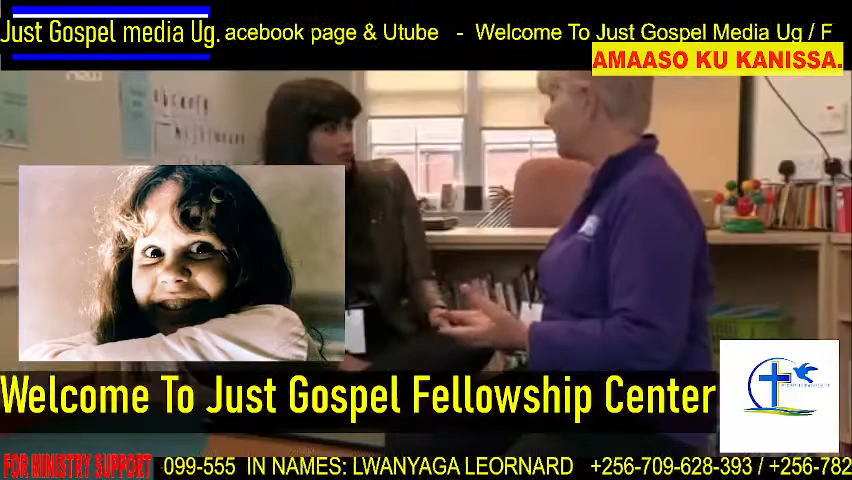 Just Gospel media Ug.
acebook page & Utube - Welcome To Just Gospel Media Ug / F
AMAASO KU KANISSA.
Welcome To Just Gospel Fellowship Center
FOR MINISTRY SUPPORT
099-555 IN NAMES: LWANYAGA LEORNARD +256-709-628-393 / +256-782